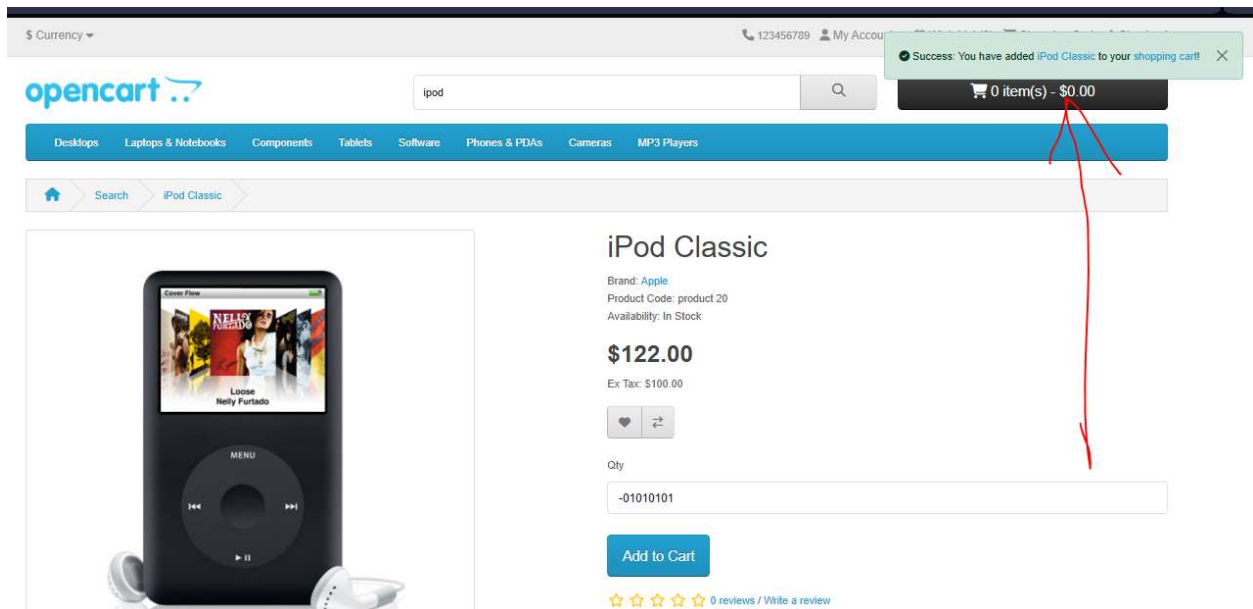 $ Currency
123456789 My Accou
Success: You have added iPod Classic to your shopping cart!
opencart
ipod
0 item(s) - $0.00
Desktops Laptops & Notebooks Components Tablets Software Phones & PDAs Cameras MP3 Players
Search iPod Classic
iPod Classic
Brand: Apple
Product Code: product 20
Availability: In Stock
$122.00
Ex Tax: $100.00
Qty
-01010101
Add to Cart
0 reviews / Write a review
Cover Flow
NELLY
FURTADO
Loose
Nelly Furtado
MENU